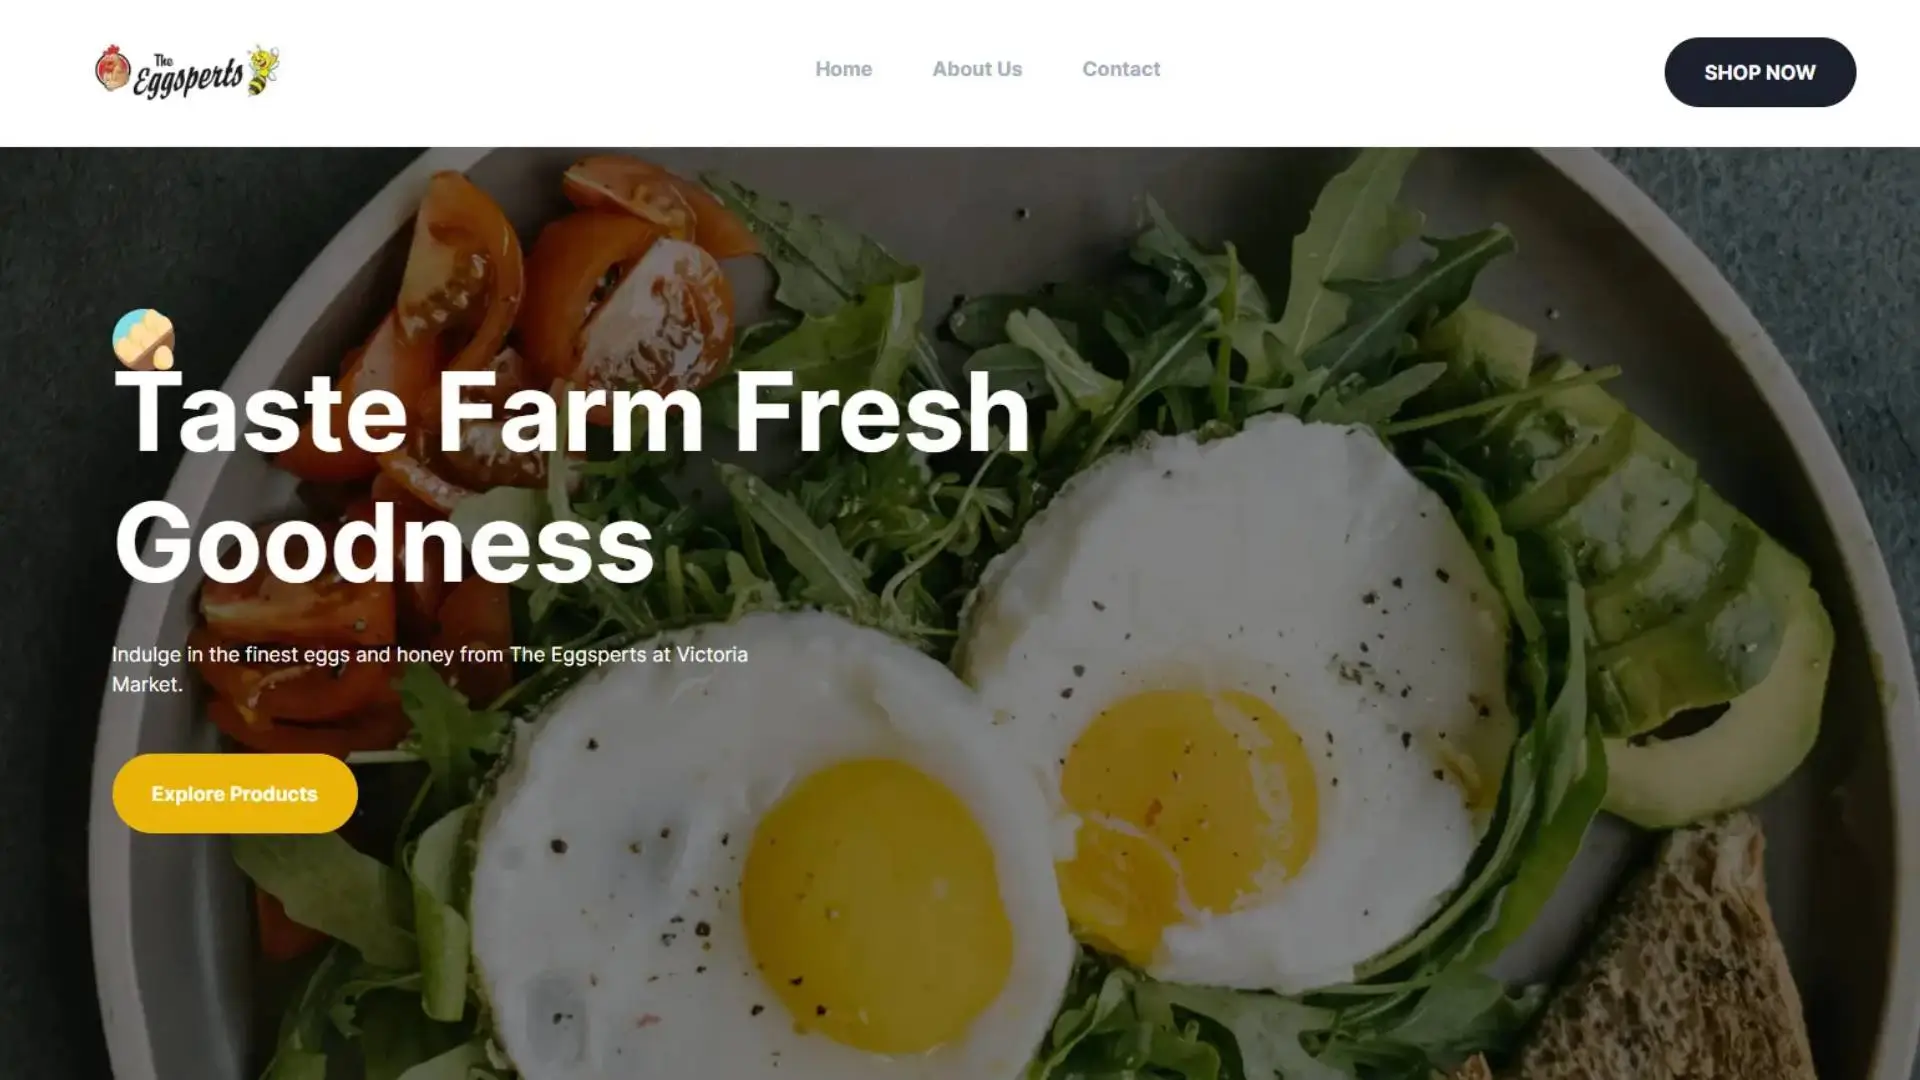 The
Eggsperts
Home
About Us
Contact
SHOP NOW
Taste Farm Fresh
Goodness
Indulge in the finest eggs and honey from The Eggsperts at Victoria
Market.
Explore Products